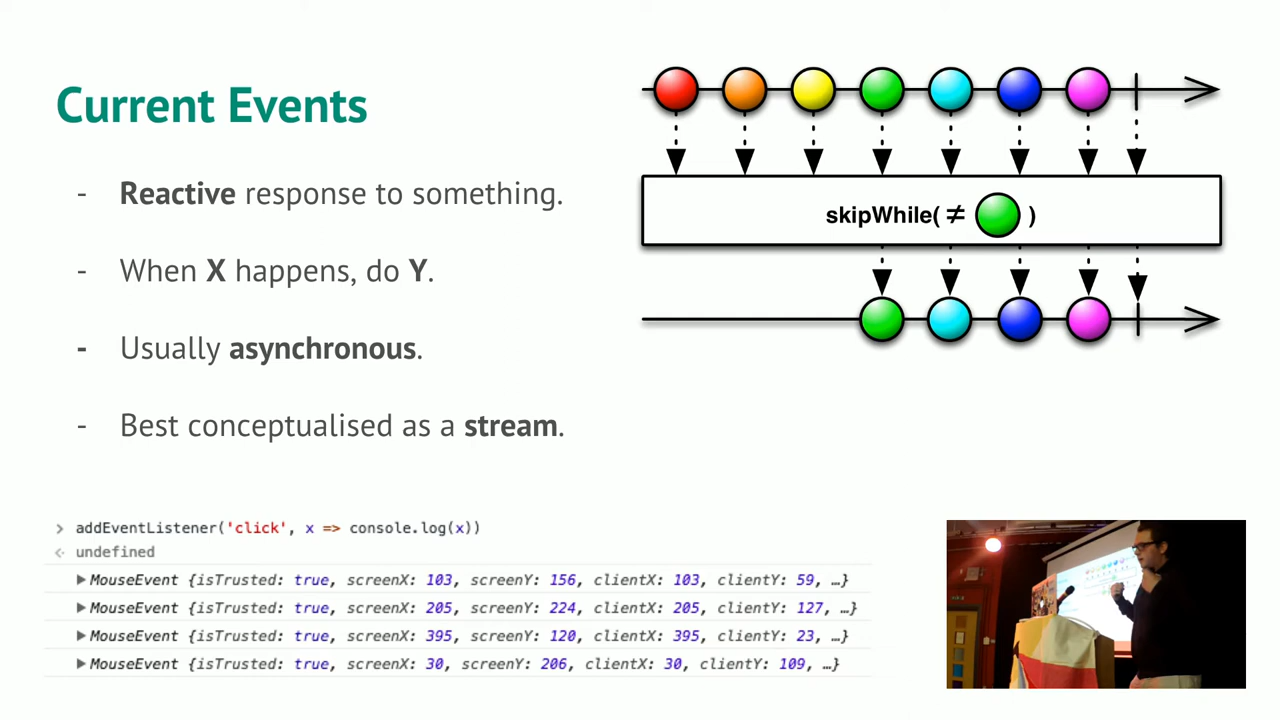 Current Events
- Reactive response to something.
- When X happens, do Y.
- Usually asynchronous.
- Best conceptualised as a stream.
skipWhile( ≠ )
> addEventListener('click', x => console.log(x))
<· undefined
▶MouseEvent {isTrusted: true, screenX: 103, screenY: 156, clientX: 103, clientY: 59, …}
▶MouseEvent {isTrusted: true, screenX: 205, screenY: 224, clientX: 205, clientY: 127, …}
▶MouseEvent {isTrusted: true, screenX: 395, screenY: 120, clientX: 395, clientY: 23, …}
▶MouseEvent {isTrusted: true, screenX: 30, screenY: 206, clientX: 30, clientY: 109, …}